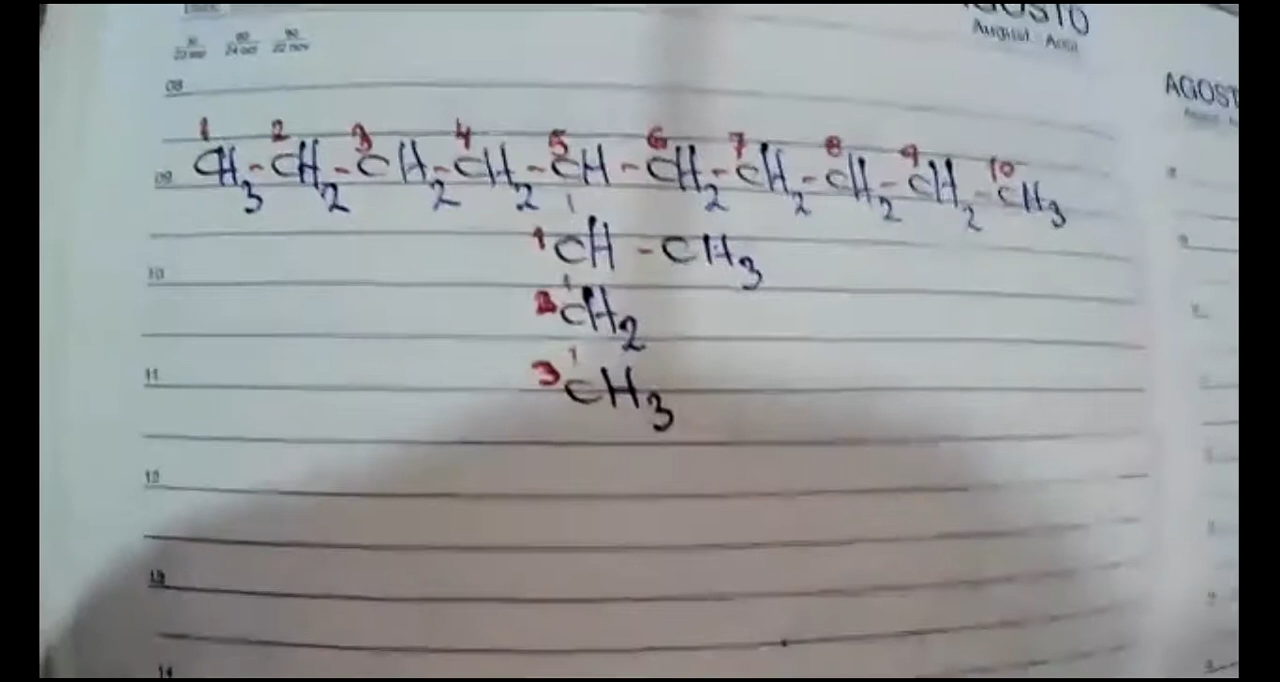 AGOSTO
August Août
AGOST
08
1 2 3 4 5 6 7 8 9 10
09 CH3-CH2-CH2-CH2-CH-CH2-CH2-CH2-CH2-CH3
1CH-CH3
10
2CH2
11 3CH3
12
13
14